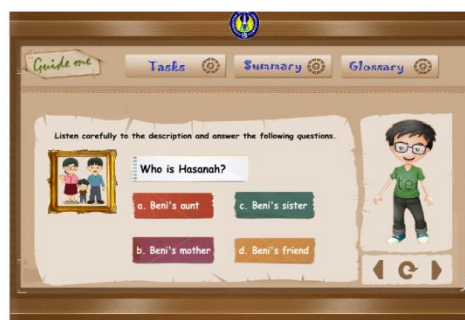 Guide me
Tasks
Summary
Glossary
Listen carefully to the description and answer the following questions.
Who is Hasanah?
a. Beni's aunt
c. Beni's sister
b. Beni's mother
d. Beni's friend